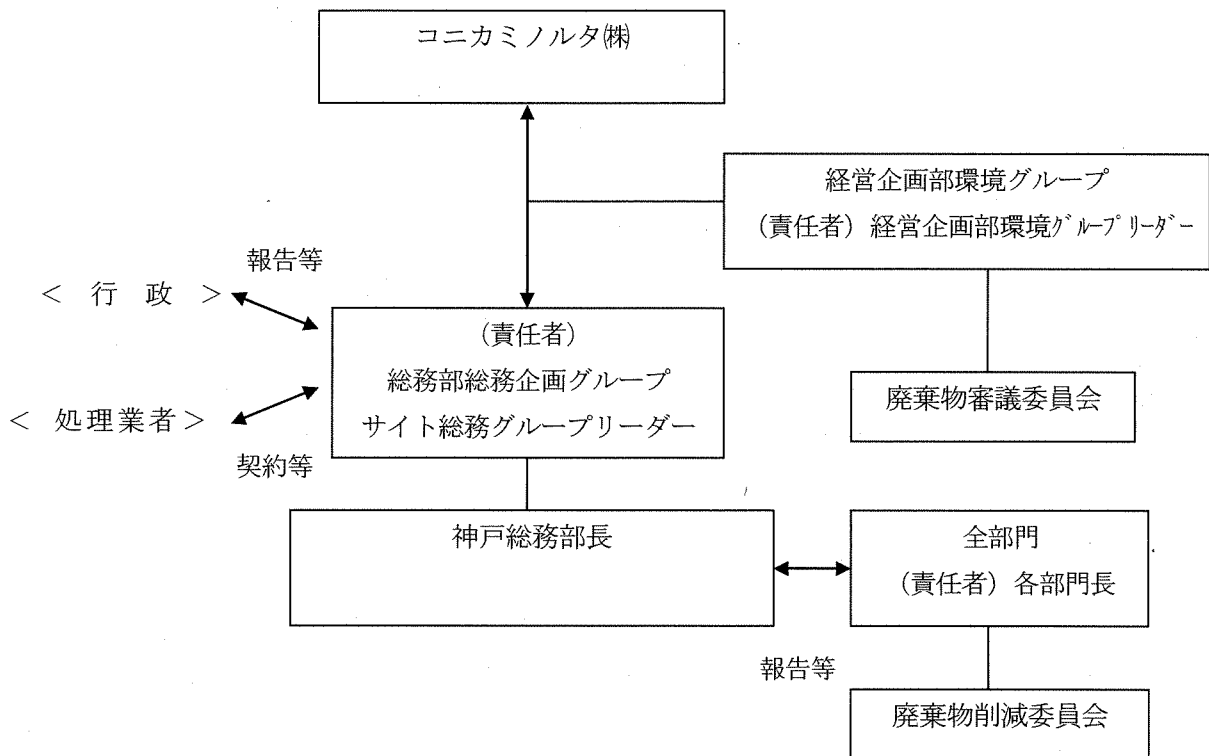 コニカミノルタ㈱
経営企画部環境グループ
(責任者) 経営企画部環境ｸﾞﾙｰﾌﾟﾘｰﾀﾞｰ
報告等
< 行 政 >
(責任者)
総務部総務企画グループ
サイト総務グループリーダー
廃棄物審議委員会
< 処理業者>
契約等
神戸総務部長
全部門
(責任者) 各部門長
報告等
廃棄物削減委員会